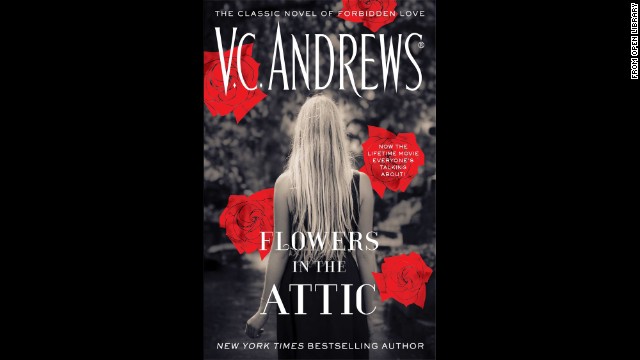 THE CLASSIC NOVEL OF FORBIDDEN LOVE
V.C. ANDREWS®
NOW THE
LIFETIME MOVIE
EVERYONE'S
TALKING
ABOUT!
FLOWERS
IN THE
ATTIC
NEW YORK TIMES BESTSELLING AUTHOR
FROM OPEN LIBRARY